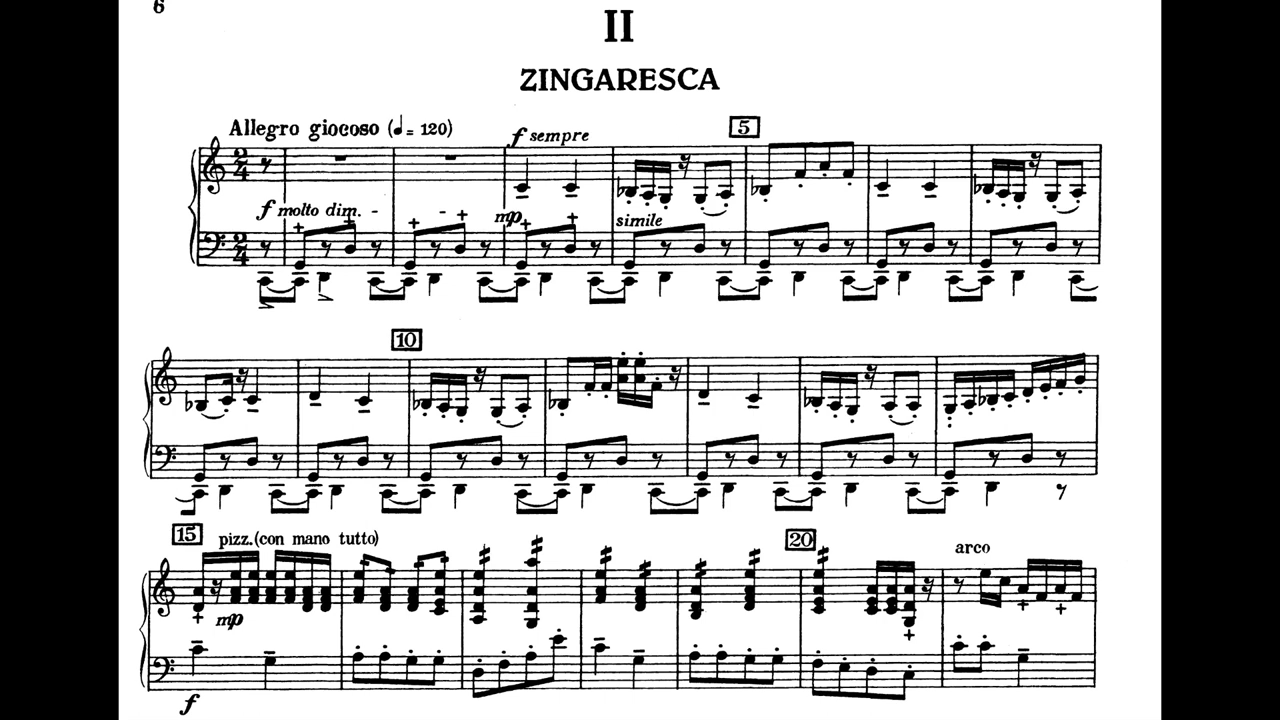 6
II
ZINGARESCA
Allegro giocoso (♩= 120)
f sempre
5
f molto dim. - - mp
simile
10
15
pizz.(con mano tutto)
20
arco
mp
f